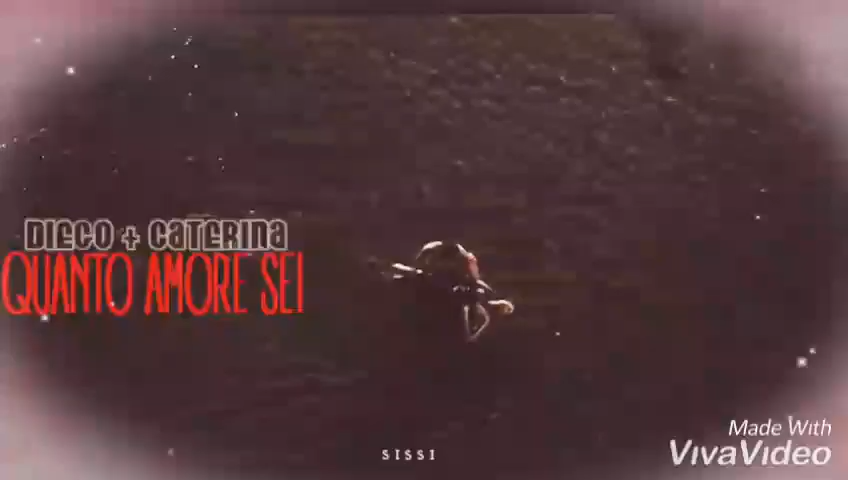 DIEGO + CATERINA
QUANTO AMORE SEI
SISSI
Made With
VivaVideo